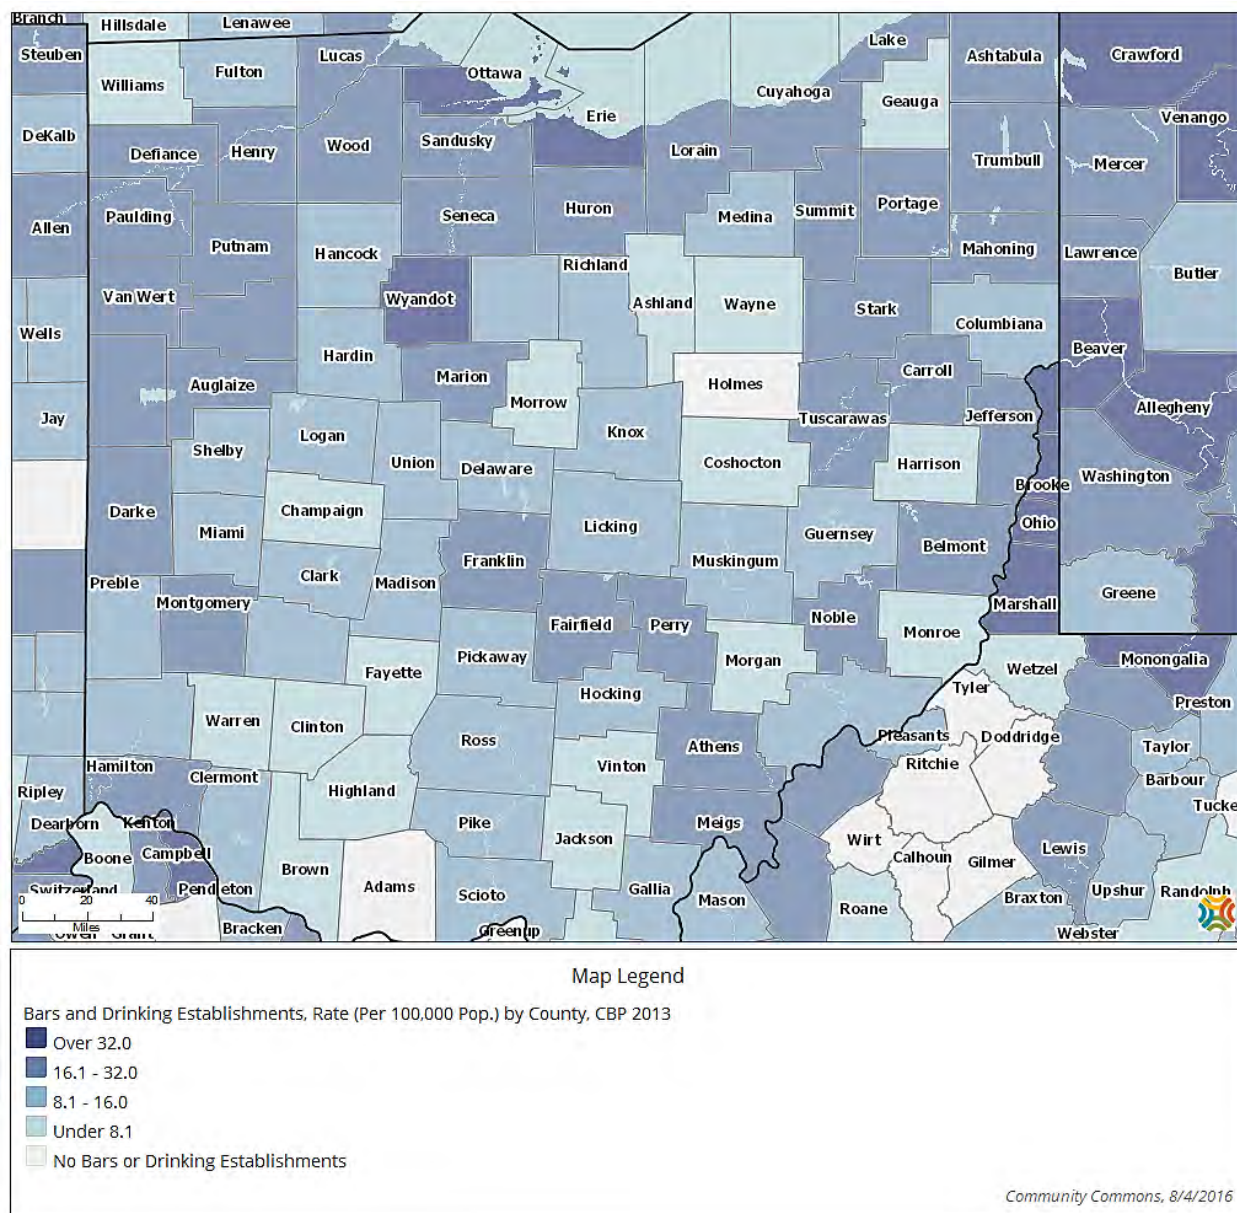 Branch
Hillsdale
Lenawee
Steuben
Williams
Fulton
Lucas
Ottawa
Lake
Ashtabula
Crawford
Cuyahoga
Geauga
Erie
Venango
DeKalb
Defiance
Henry
Wood
Sandusky
Lorain
Trumbull
Mercer
Allen
Paulding
Putnam
Hancock
Seneca
Huron
Medina
Summit
Portage
Mahoning
Lawrence
Butler
Richland
Van Wert
Wyandot
Ashland
Wayne
Stark
Columbiana
Wells
Hardin
Beaver
Auglaize
Marion
Morrow
Holmes
Carroll
Allegheny
Jay
Logan
Knox
Tuscarawas
Jefferson
Shelby
Union
Delaware
Coshocton
Harrison
Washington
Brooke
Darke
Champaign
Miami
Licking
Guernsey
Ohio
Belmont
Franklin
Muskingum
Preble
Clark
Madison
Greene
Montgomery
Fairfield
Perry
Noble
Marshall
Monroe
Pickaway
Morgan
Monongalia
Fayette
Hocking
Wetzel
Tyler
Preston
Warren
Clinton
Ross
Athens
Pleasants
Doddridge
Taylor
Hamilton
Clermont
Vinton
Ritchie
Barbour
Ripley
Highland
Tucke
Dearborn
Kenton
Pike
Meigs
Jackson
Wirt
Lewis
Boone
Campbell
Calhoun
Gilmer
Brown
Adams
Switzerland
Pendleton
Scioto
Gallia
Mason
Braxton
Upshur
Randolph
0 20 40
Miles
Roane
Owen
Grant
Bracken
Greenup
Webster
Map Legend
Bars and Drinking Establishments, Rate (Per 100,000 Pop.) by County, CBP 2013
Over 32.0
16.1 - 32.0
8.1 - 16.0
Under 8.1
No Bars or Drinking Establishments
Community Commons, 8/4/2016